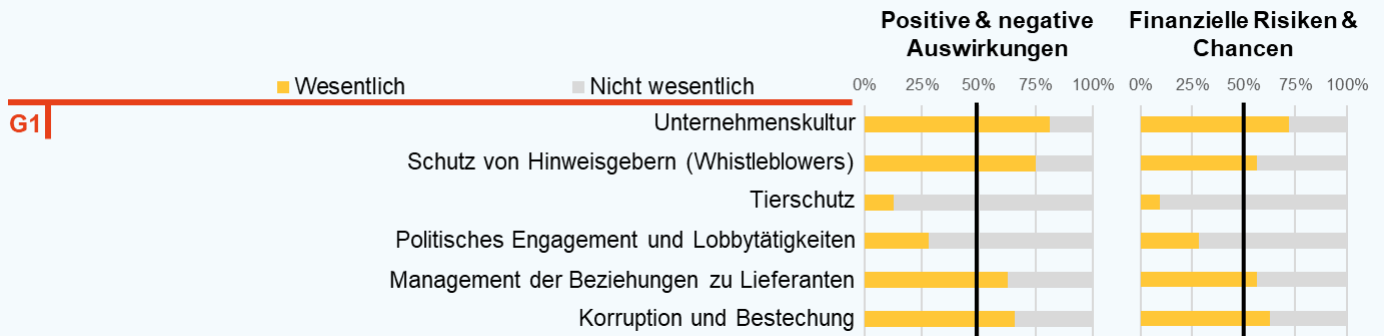 Positive & negative
Auswirkungen
Finanzielle Risiken &
Chancen
Wesentlich
Nicht wesentlich
0% 25% 50% 75% 100%
0% 25% 50% 75% 100%
G1
Unternehmenskultur
Schutz von Hinweisgebern (Whistleblowers)
Tierschutz
Politisches Engagement und Lobbytätigkeiten
Management der Beziehungen zu Lieferanten
Korruption und Bestechung